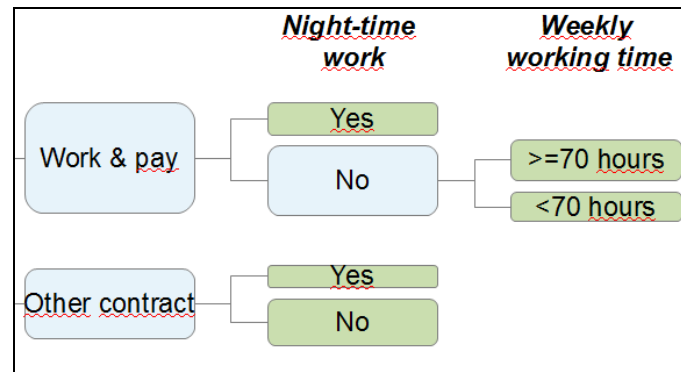 Night-time
work
Weekly
working time
Work & pay
Yes
No
>=70 hours
<70 hours
Other contract
Yes
No